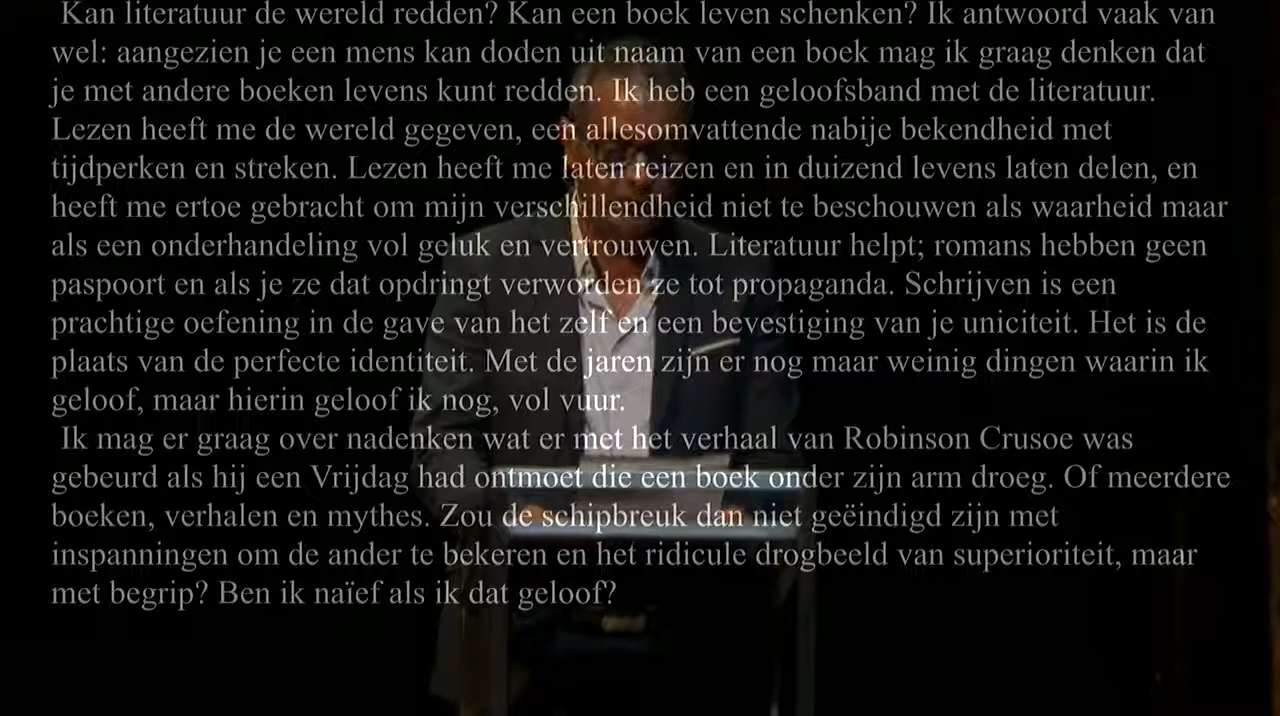 Kan literatuur de wereld redden? Kan een boek leven schenken? Ik antwoord vaak van
wel: aangezien je een mens kan doden uit naam van een boek mag ik graag denken dat
je met andere boeken levens kunt redden. Ik heb een geloofsband met de literatuur.
Lezen heeft me de wereld gegeven, een allesomvattende nabije bekendheid met
tijdperken en streken. Lezen heeft me laten reizen en in duizend levens laten delen, en
heeft me ertoe gebracht om mijn verschillendheid niet te beschouwen als waarheid maar
als een onderhandeling vol geluk en vertrouwen. Literatuur helpt; romans hebben geen
paspoort en als je ze dat opdringt verworden ze tot propaganda. Schrijven is een
prachtige oefening in de gave van het zelf en een bevestiging van je uniciteit. Het is de
plaats van de perfecte identiteit. Met de jaren zijn er nog maar weinig dingen waarin ik
geloof, maar hierin geloof ik nog, vol vuur.
Ik mag er graag over nadenken wat er met het verhaal van Robinson Crusoe was
gebeurd als hij een Vrijdag had ontmoet die een boek onder zijn arm droeg. Of meerdere
boeken, verhalen en mythes. Zou de schipbreuk dan niet geëindigd zijn met
inspanningen om de ander te bekeren en het ridicule drogbeeld van superioriteit, maar
met begrip? Ben ik naïef als ik dat geloof?